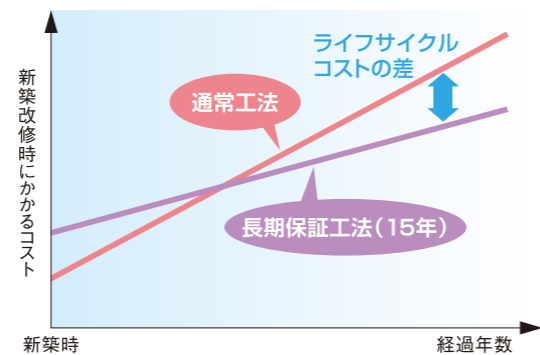 ライフサイクル
コストの差
通常工法
新築改修時にかかるコスト
長期保証工法（15年）
新築時
経過年数